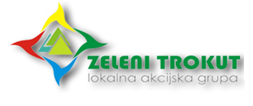 ZELENI TROKUT
lokalna akcijska grupa